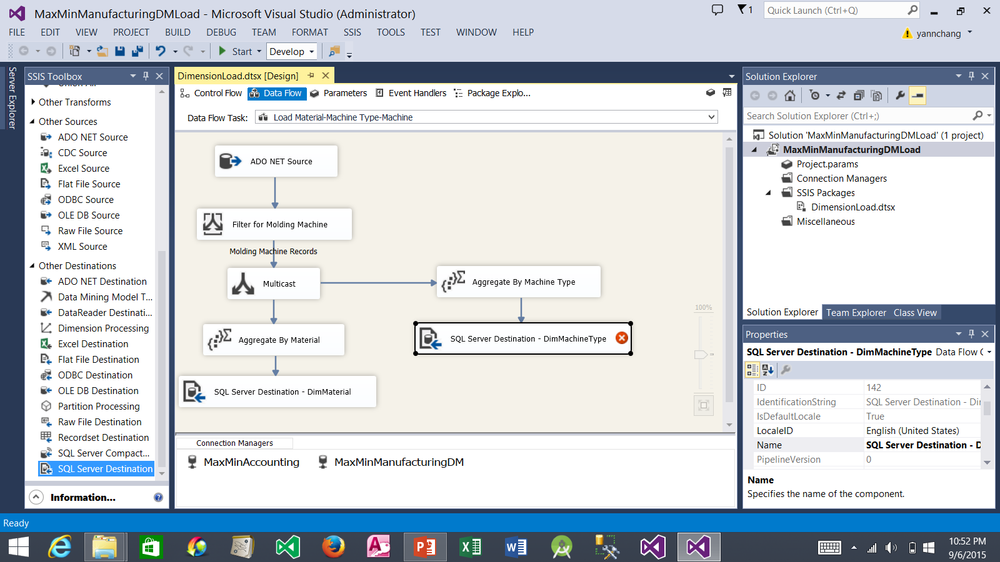 MaxMinManufacturingDMLoad - Microsoft Visual Studio (Administrator)
1
Quick Launch (Ctrl+Q)
FILE EDIT VIEW PROJECT BUILD DEBUG TEAM FORMAT SSIS TOOLS TEST WINDOW HELP
yannchang
Start
Develop
Server Explorer
SSIS Toolbox
Union All
Other Transforms
Other Sources
ADO NET Source
CDC Source
Excel Source
Flat File Source
ODBC Source
OLE DB Source
Raw File Source
XML Source
Other Destinations
ADO NET Destination
Data Mining Model T...
DataReader Destinati...
Dimension Processing
Excel Destination
Flat File Destination
ODBC Destination
OLE DB Destination
Partition Processing
Raw File Destination
Recordset Destination
SQL Server Compact...
SQL Server Destination
Information...
DimensionLoad.dtsx [Design]
Control Flow Data Flow Parameters Event Handlers Package Explo...
Data Flow Task: Load Material-Machine Type-Machine
ADO NET Source
Filter for Molding Machine
Molding Machine Records
Multicast
Aggregate By Machine Type
Aggregate By Material
SQL Server Destination - DimMachineType
SQL Server Destination - DimMaterial
100%
Connection Managers
MaxMinAccounting MaxMinManufacturingDM
Solution Explorer
Search Solution Explorer (Ctrl+;)
Solution 'MaxMinManufacturingDMLoad' (1 project)
MaxMinManufacturingDMLoad
Project.params
Connection Managers
SSIS Packages
DimensionLoad.dtsx
Miscellaneous
Solution Explorer Team Explorer Class View
Properties
SQL Server Destination - DimMachineType Data Flow C
ID 142
IdentificationString SQL Server Destination - Di
IsDefaultLocale True
LocaleID English (United States)
Name SQL Server Destination - D
PipelineVersion 0
Name
Specifies the name of the component.
Ready
10:52 PM
9/6/2015